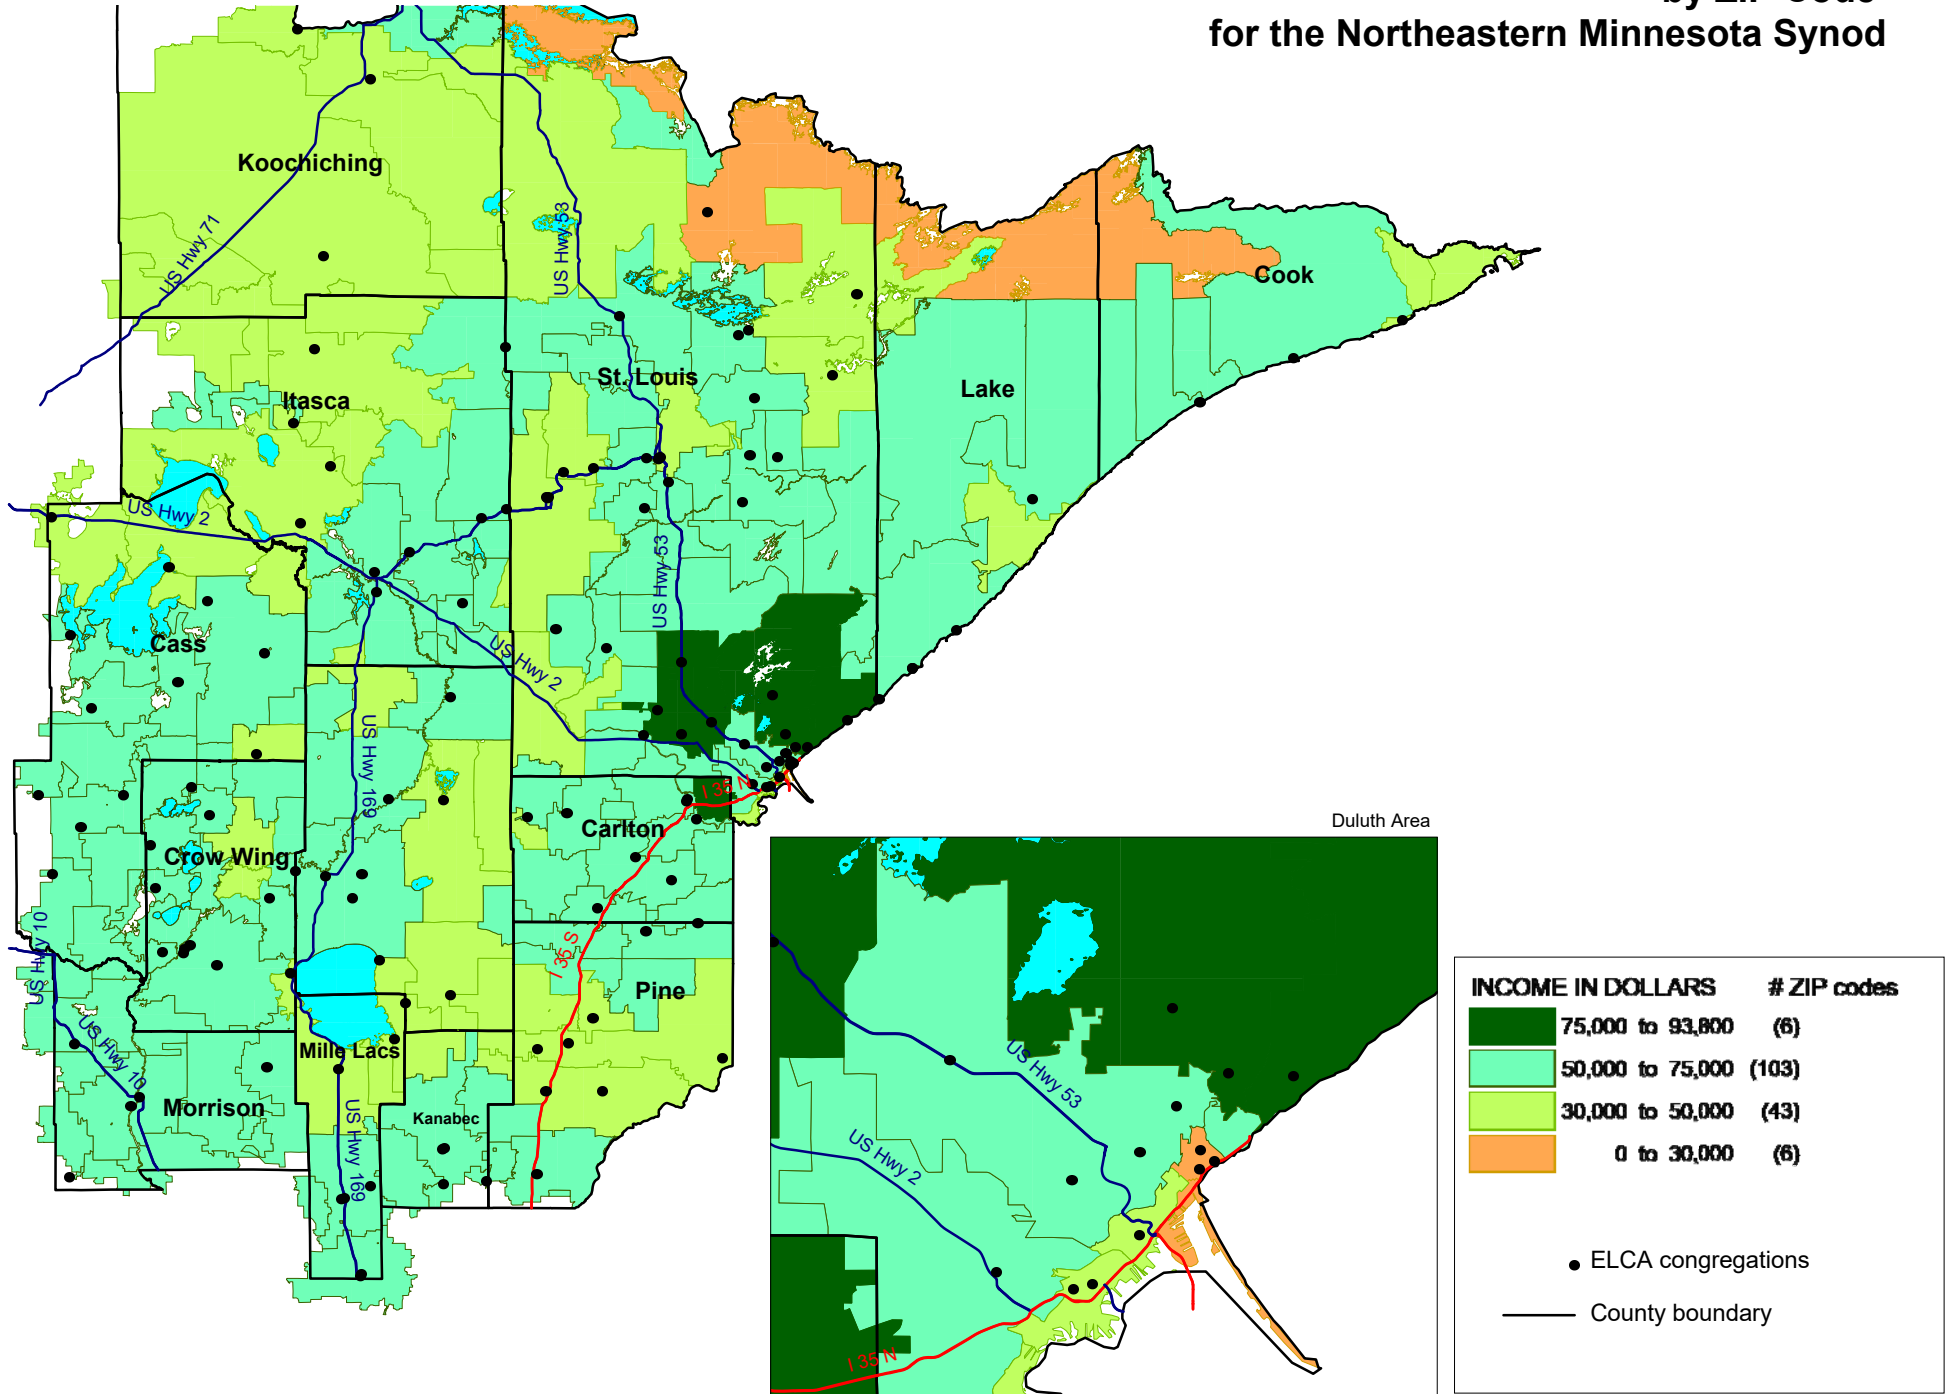 by ZIP Code
for the Northeastern Minnesota Synod
Koochiching
US Hwy 71
US Hwy 53
Cook
Itasca
St. Louis
Lake
US Hwy 2
US Hwy 53
Cass
US Hwy 2
US Hwy 169
I 35 N
Carlton
Crow Wing
US Hwy 10
I 35 S
Pine
US Hwy 10
Mille Lacs
Morrison
Kanabec
US Hwy 169
Duluth Area
US Hwy 53
US Hwy 2
I 35 N
INCOME IN DOLLARS # ZIP codes
75,000 to 93,800 (6)
50,000 to 75,000 (103)
30,000 to 50,000 (43)
0 to 30,000 (6)
ELCA congregations
County boundary